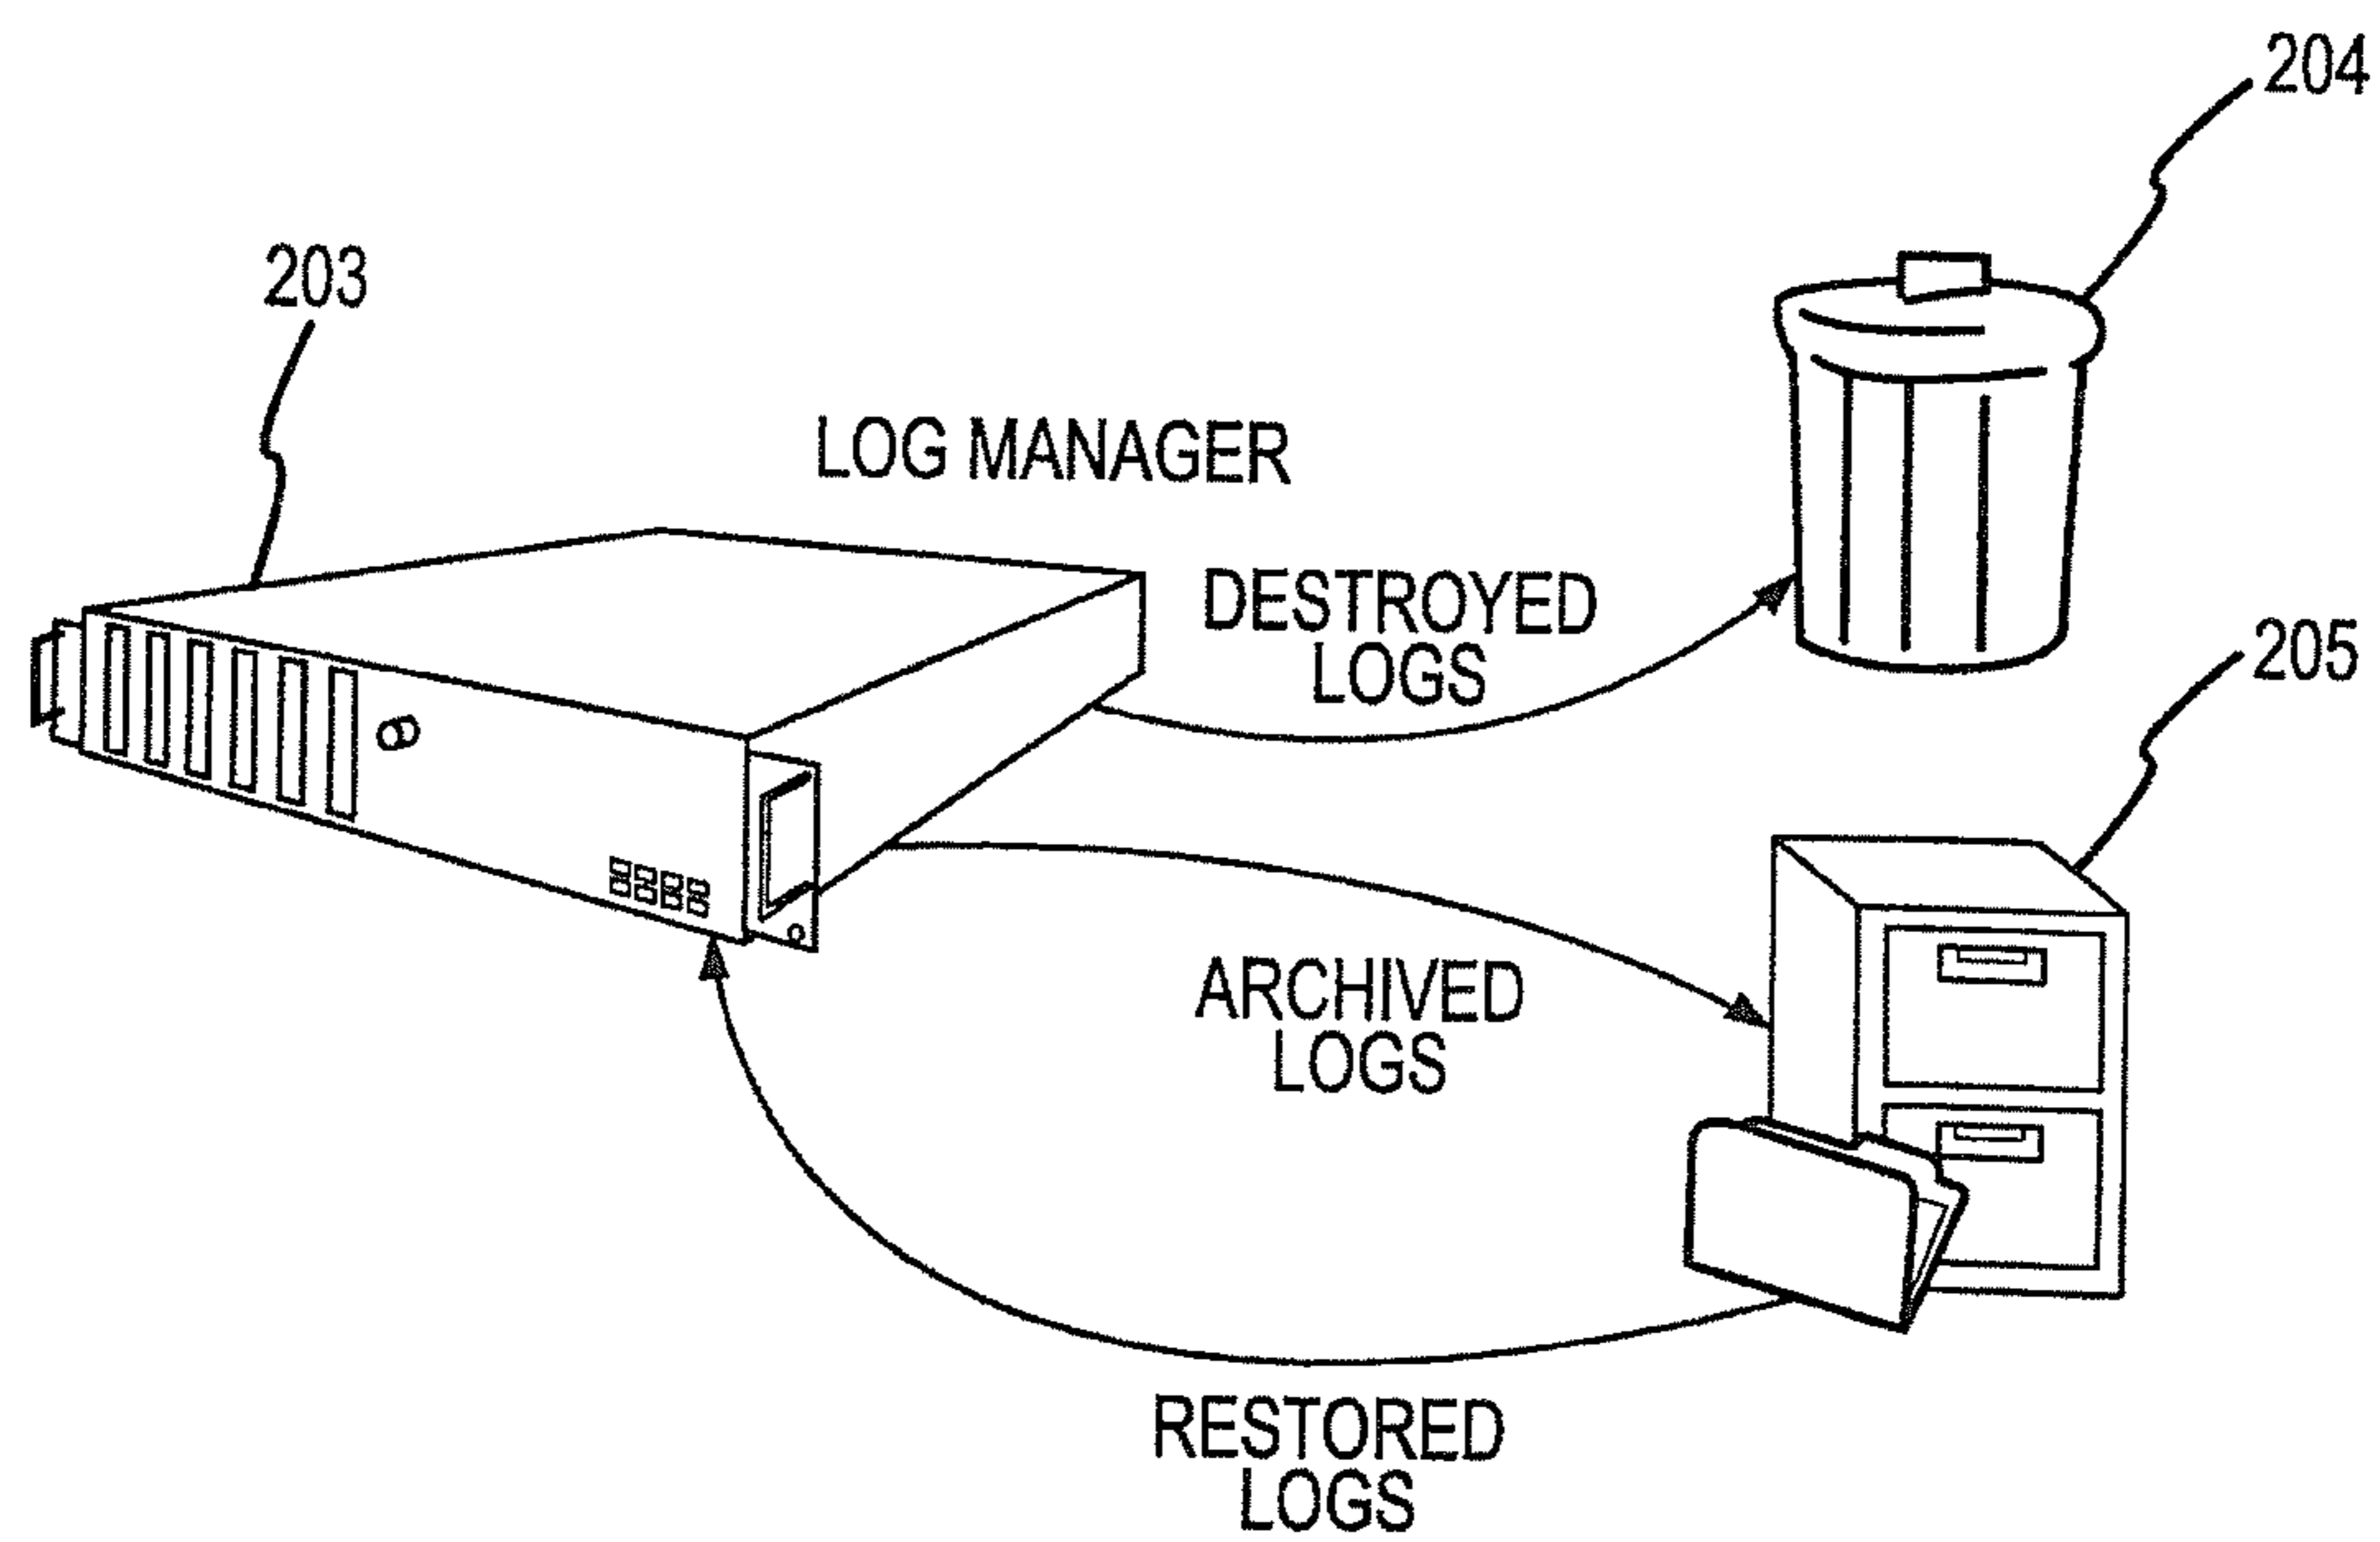 204
203
LOG MANAGER
DESTROYED
LOGS
205
ARCHIVED
LOGS
RESTORED
LOGS